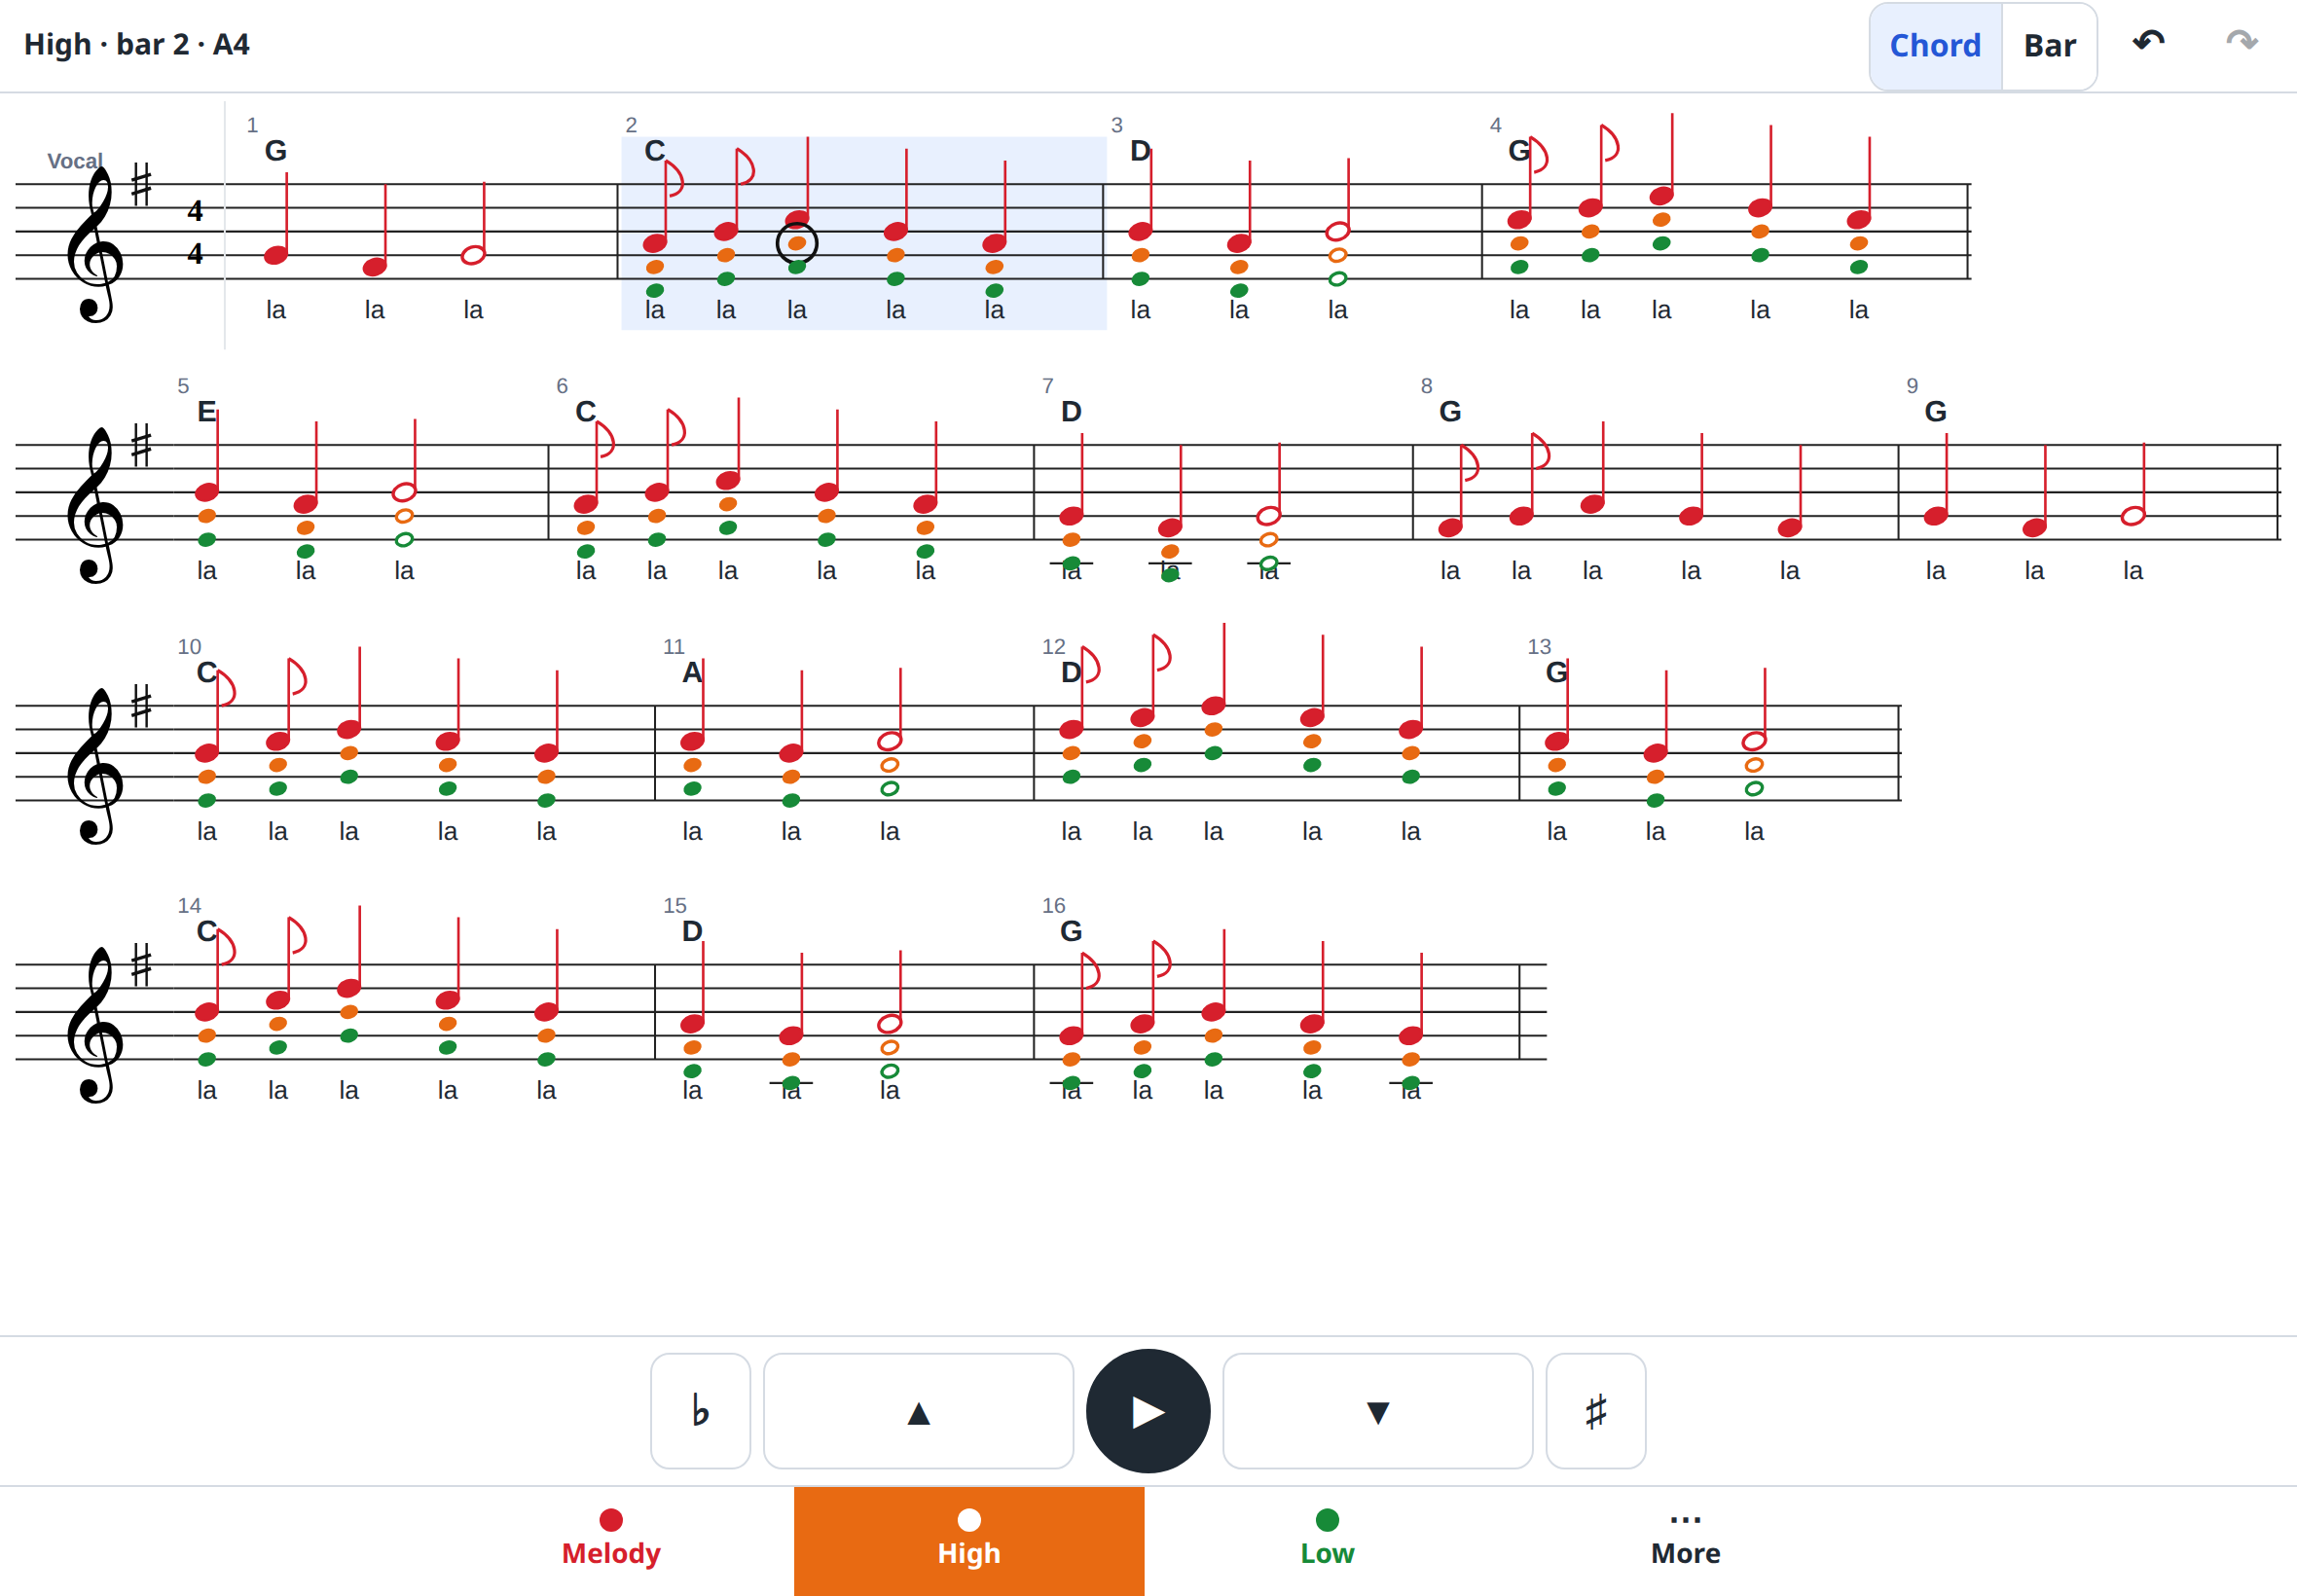 High · bar 2 · A4
Chord Bar
1 2 3 4
G C D G
Vocal
4
4
la la la la la la la la la la la la la la la la
5 6 7 8 9
E C D G G
la la la la la la la la la la la la la la la la la la la
10 11 12 13
C A D G
la la la la la la la la la la la la la la la la
14 15 16
C D G
la la la la la la la la la la la la la
Melody High Low More